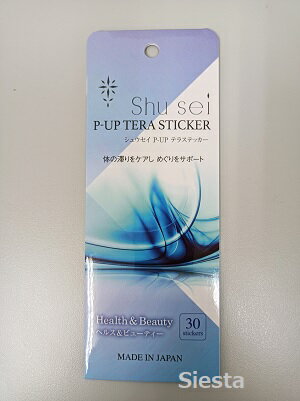 Shu sei
P-UP TERA STICKER
シュウセイ P-UP テラステッカー
体の滞りをケアし めぐりをサポート
Health & Beauty
ヘルス&ビューティー
30
stickers
MADE IN JAPAN
Siesta